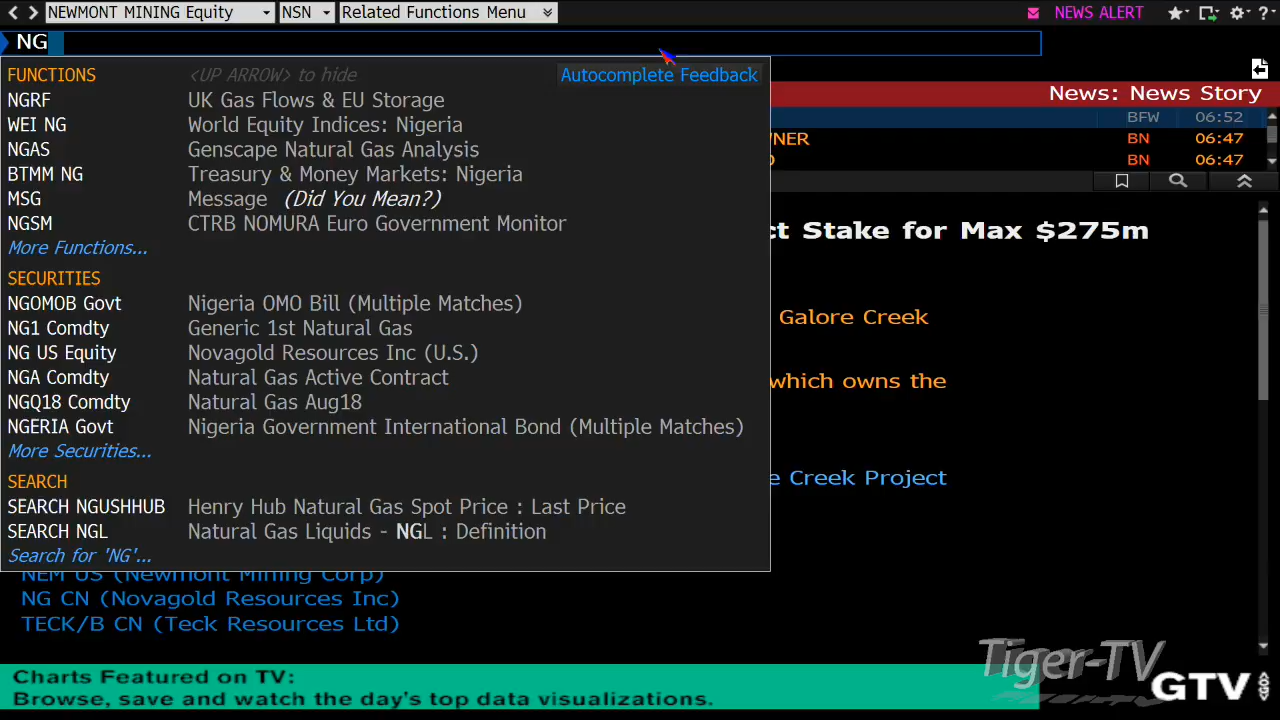 NEWMONT MINING Equity NSN Related Functions Menu NEWS ALERT ?
NG
FUNCTIONS <UP ARROW> to hide Autocomplete Feedback
NGRF UK Gas Flows & EU Storage
WEI NG World Equity Indices: Nigeria
NGAS Genscape Natural Gas Analysis
BTMM NG Treasury & Money Markets: Nigeria
MSG Message (Did You Mean?)
NGSM CTRB NOMURA Euro Government Monitor
More Functions...
SECURITIES
NGOMOB Govt Nigeria OMO Bill (Multiple Matches)
NG1 Comdty Generic 1st Natural Gas
NG US Equity Novagold Resources Inc (U.S.)
NGA Comdty Natural Gas Active Contract
NGQ18 Comdty Natural Gas Aug18
NGERIA Govt Nigeria Government International Bond (Multiple Matches)
More Securities...
SEARCH
SEARCH NGUSHHUB Henry Hub Natural Gas Spot Price : Last Price
SEARCH NGL Natural Gas Liquids - NGL : Definition
Search for 'NG'...
News: News Story
BFW 06:52
WNER BN 06:47
BN 06:47
ct Stake for Max $275m
Galore Creek
which owns the
e Creek Project
NEM US (Newmont Mining Corp)
NG CN (Novagold Resources Inc)
TECK/B CN (Teck Resources Ltd)
Tiger-TV
Charts Featured on TV:
Browse, save and watch the day's top data visualizations.
GTV